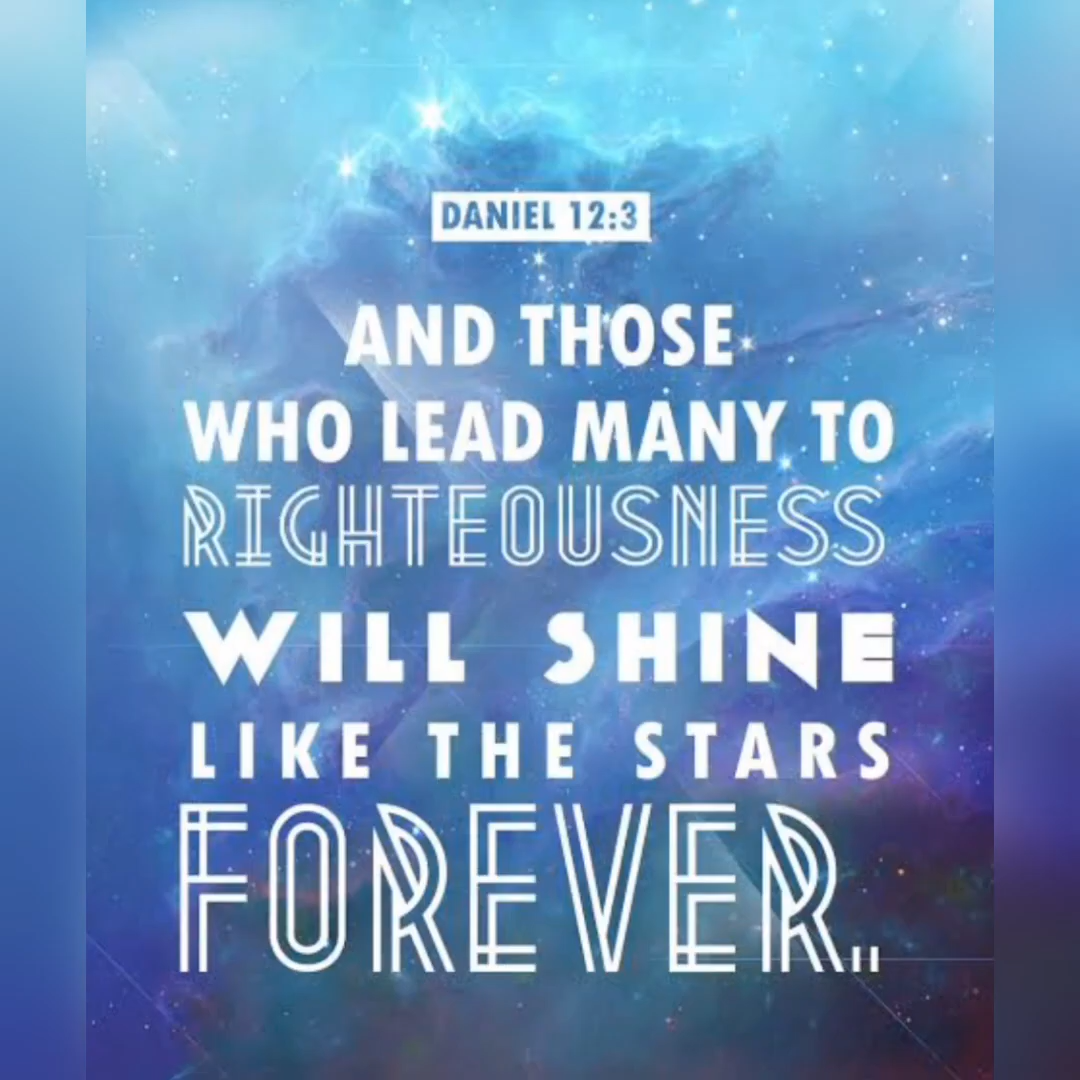 DANIEL 12:3
AND THOSE
WHO LEAD MANY TO
RIGHTEOUSNESS
WILL SHINE
LIKE THE STARS
FOREVER.